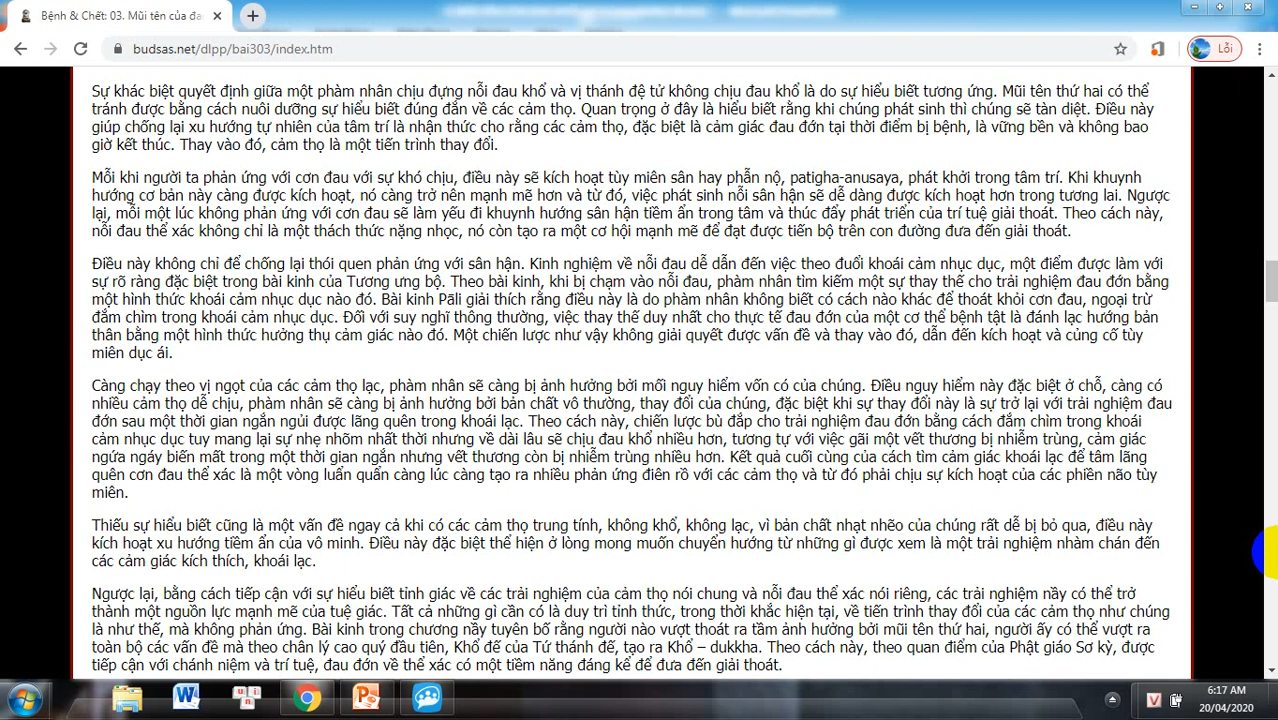 Bệnh & Chết: 03. Mũi tên của đa
budsas.net/dlpp/bai303/index.htm
Lỗi
Sự khác biệt quyết định giữa một phàm nhân chịu đựng nỗi đau khổ và vị thánh đệ tử không chịu đau khổ là do sự hiểu biết tương ứng. Mũi tên thứ hai có thể
tránh được bằng cách nuôi dưỡng sự hiểu biết đúng đắn về các cảm thọ. Quan trọng ở đây là hiểu biết rằng khi chúng phát sinh thì chúng sẽ tàn diệt. Điều này
giúp chống lại xu hướng tự nhiên của tâm trí là nhận thức cho rằng các cảm thọ, đặc biệt là cảm giác đau đớn tại thời điểm bị bệnh, là vững bền và không bao
giờ kết thúc. Thay vào đó, cảm thọ là một tiến trình thay đổi.
Mỗi khi người ta phản ứng với cơn đau với sự khó chịu, điều này sẽ kích hoạt tùy miên sân hay phẫn nộ, patigha-anusaya, phát khởi trong tâm trí. Khi khuynh
hướng cơ bản này càng được kích hoạt, nó càng trở nên mạnh mẽ hơn và từ đó, việc phát sinh nỗi sân hận sẽ dễ dàng được kích hoạt hơn trong tương lai. Ngược
lại, mỗi một lúc không phản ứng với cơn đau sẽ làm yếu đi khuynh hướng sân hận tiềm ẩn trong tâm và thúc đẩy phát triển của trí tuệ giải thoát. Theo cách này,
nỗi đau thể xác không chỉ là một thách thức nặng nhọc, nó còn tạo ra một cơ hội mạnh mẽ để đạt được tiến bộ trên con đường đưa đến giải thoát.
Điều này không chỉ để chống lại thói quen phản ứng với sân hận. Kinh nghiệm về nỗi đau dễ dẫn đến việc theo đuổi khoái cảm nhục dục, một điểm được làm với
sự rõ ràng đặc biệt trong bài kinh của Tương ưng bộ. Theo bài kinh, khi bị chạm vào nỗi đau, phàm nhân tìm kiếm một sự thay thế cho trải nghiệm đau đớn bằng
một hình thức khoái cảm nhục dục nào đó. Bài kinh Pāli giải thích rằng điều này là do phàm nhân không biết có cách nào khác để thoát khỏi cơn đau, ngoại trừ
đắm chìm trong khoái cảm nhục dục. Đối với suy nghĩ thông thường, việc thay thế duy nhất cho thực tế đau đớn của một cơ thể bệnh tật là đánh lạc hướng bản
thân bằng một hình thức hưởng thụ cảm giác nào đó. Một chiến lược như vậy không giải quyết được vấn đề và thay vào đó, dẫn đến kích hoạt và củng cố tùy
miên dục ái.
Càng chạy theo vị ngọt của các cảm thọ lạc, phàm nhân sẽ càng bị ảnh hưởng bởi mối nguy hiểm vốn có của chúng. Điều nguy hiểm này đặc biệt ở chỗ, càng có
nhiều cảm thọ dễ chịu, phàm nhân sẽ càng bị ảnh hưởng bởi bản chất vô thường, thay đổi của chúng, đặc biệt khi sự thay đổi này là sự trở lại với trải nghiệm đau
đớn sau một thời gian ngắn ngủi được lãng quên trong khoái lạc. Theo cách này, chiến lược bù đắp cho trải nghiệm đau đớn bằng cách đắm chìm trong khoái
cảm nhục dục tuy mang lại sự nhẹ nhõm nhất thời nhưng về dài lâu sẽ chịu đau khổ nhiều hơn, tương tự với việc gãi một vết thương bị nhiễm trùng, cảm giác
ngứa ngáy biến mất trong một thời gian ngắn nhưng vết thương còn bị nhiễm trùng nhiều hơn. Kết quả cuối cùng của cách tìm cảm giác khoái lạc để tâm lãng
quên cơn đau thể xác là một vòng luẩn quẩn càng lúc càng tạo ra nhiều phản ứng điên rồ với các cảm thọ và từ đó phải chịu sự kích hoạt của các phiền não tùy
miên.
Thiếu sự hiểu biết cũng là một vấn đề ngay cả khi có các cảm thọ trung tính, không khổ, không lạc, vì bản chất nhạt nhẽo của chúng rất dễ bị bỏ qua, điều này
kích hoạt xu hướng tiềm ẩn của vô minh. Điều này đặc biệt thể hiện ở lòng mong muốn chuyển hướng từ những gì được xem là một trải nghiệm nhàm chán đến
các cảm giác kích thích, khoái lạc.
Ngược lại, bằng cách tiếp cận với sự hiểu biết tỉnh giác về các trải nghiệm của cảm thọ nói chung và nỗi đau thể xác nói riêng, các trải nghiệm nầy có thể trở
thành một nguồn lực mạnh mẽ của tuệ giác. Tất cả những gì cần có là duy trì tỉnh thức, trong thời khắc hiện tại, về tiến trình thay đổi của các cảm thọ như chúng
là như thế, mà không phản ứng. Bài kinh trong chương nầy tuyên bố rằng người nào vượt thoát ra tầm ảnh hưởng bởi mũi tên thứ hai, người ấy có thể vượt ra
toàn bộ các vấn đề mà theo chân lý cao quý đầu tiên, Khổ đế của Tứ thánh đế, tạo ra Khổ – dukkha. Theo cách này, theo quan điểm của Phật giáo Sơ kỳ, được
tiếp cận với chánh niệm và trí tuệ, đau đớn về thể xác có một tiềm năng đáng kể để đưa đến giải thoát.
6:17 AM
20/04/2020